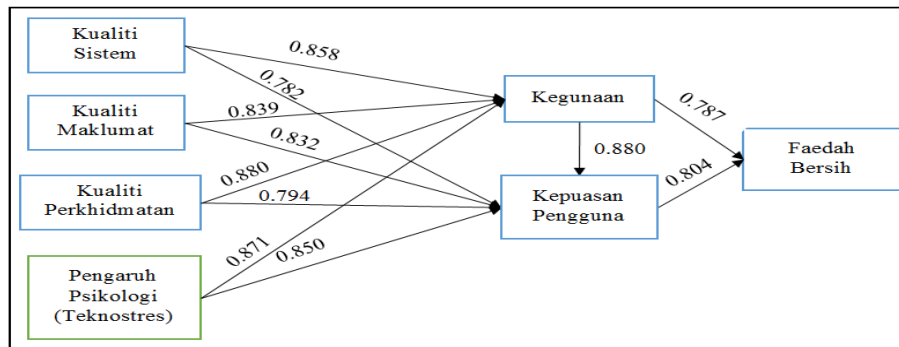 Kualiti
Sistem
0.858
0.782
Kualiti
Maklumat
0.839
0.832
Kegunaan
0.787
0.880
Faedah
Bersih
Kualiti
Perkhidmatan
0.880
0.794
Kepuasan
Pengguna
0.804
Pengaruh
Psikologi
(Teknostres)
0.871
0.850